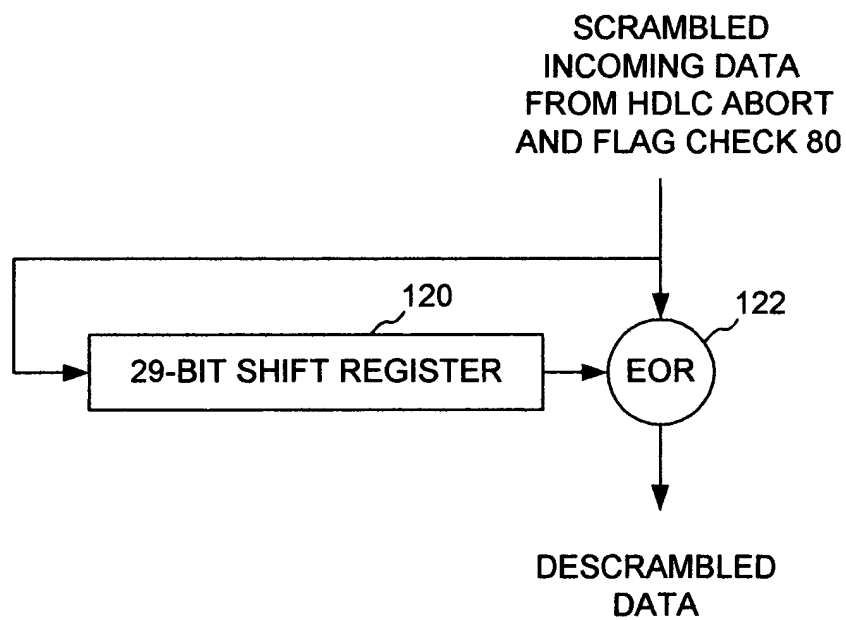 SCRAMBLED
INCOMING DATA
FROM HDLC ABORT
AND FLAG CHECK 80
120
122
29-BIT SHIFT REGISTER
EOR
DESCRAMBLED
DATA